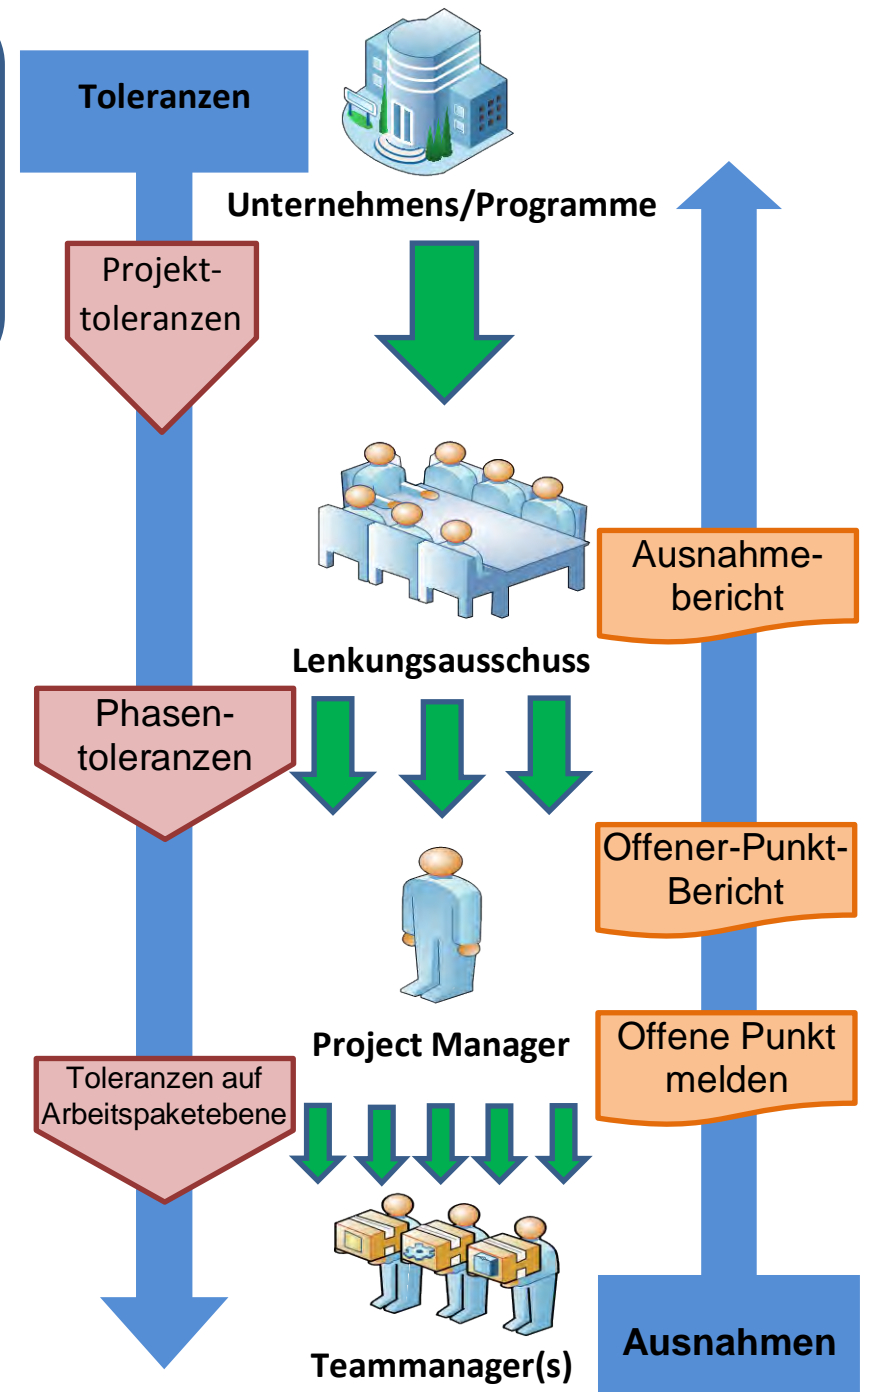 Toleranzen
Unternehmens/Programme
Projekt-
toleranzen
Lenkungsausschuss
Ausnahme-
bericht
Phasen-
toleranzen
Offener-Punkt-
Bericht
Project Manager
Offene Punkt
melden
Toleranzen auf
Arbeitspaketebene
Teammanager(s)
Ausnahmen